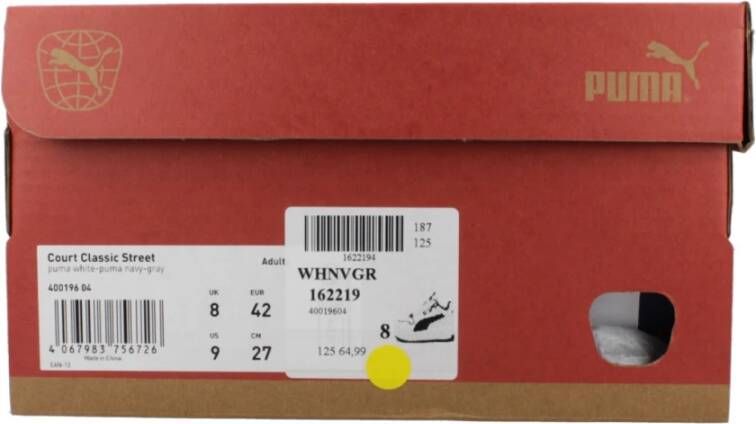 PUMA
Court Classic Street
puma white-puma navy-gray
Adult
400196 04
UK EUR
8 42
US CM
9 27
4 067983 756726
Made in China
187
125
1622194
WHNVGR
162219
40019604
8
125 64,99